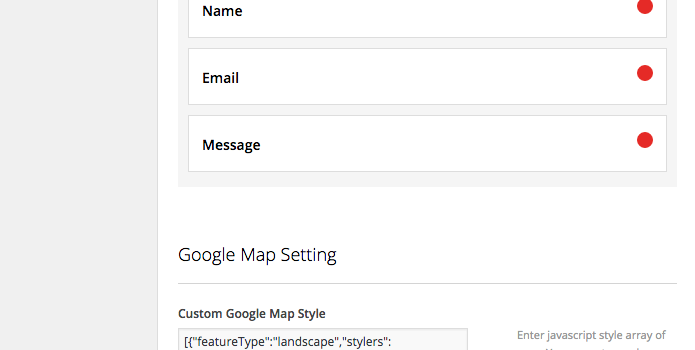 Name
Email
Message
Google Map Setting
Custom Google Map Style
[{"featureType":"landscape","stylers":
Enter javascript style array of